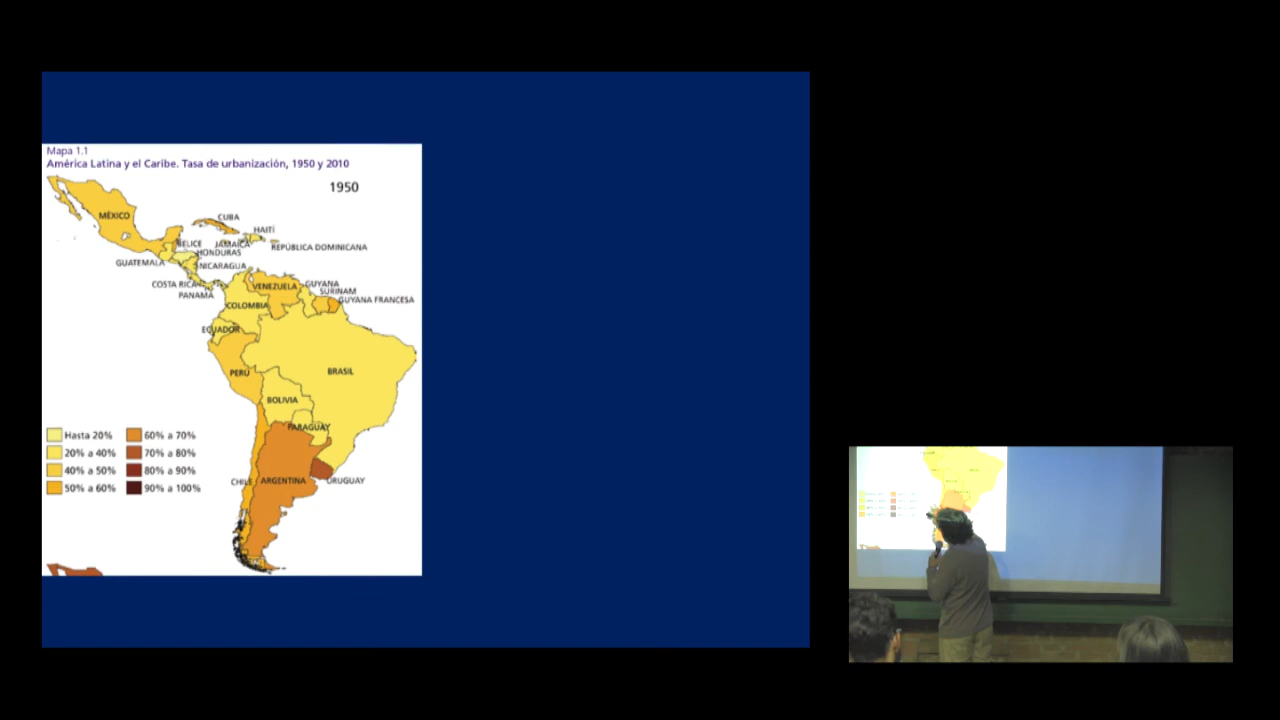 Mapa 1.1
América Latina y el Caribe. Tasa de urbanización, 1950 y 2010
1950
MÉXICO
CUBA
HAITÍ
BELICE
JAMAICA
REPÚBLICA DOMINICANA
HONDURAS
GUATEMALA
NICARAGUA
COSTA RICA
PANAMÁ
VENEZUELA
GUYANA
SURINAM
GUYANA FRANCESA
COLOMBIA
ECUADOR
PERÚ
BRASIL
BOLIVIA
PARAGUAY
CHILE
ARGENTINA
URUGUAY
Hasta 20%
20% a 40%
40% a 50%
50% a 60%
60% a 70%
70% a 80%
80% a 90%
90% a 100%